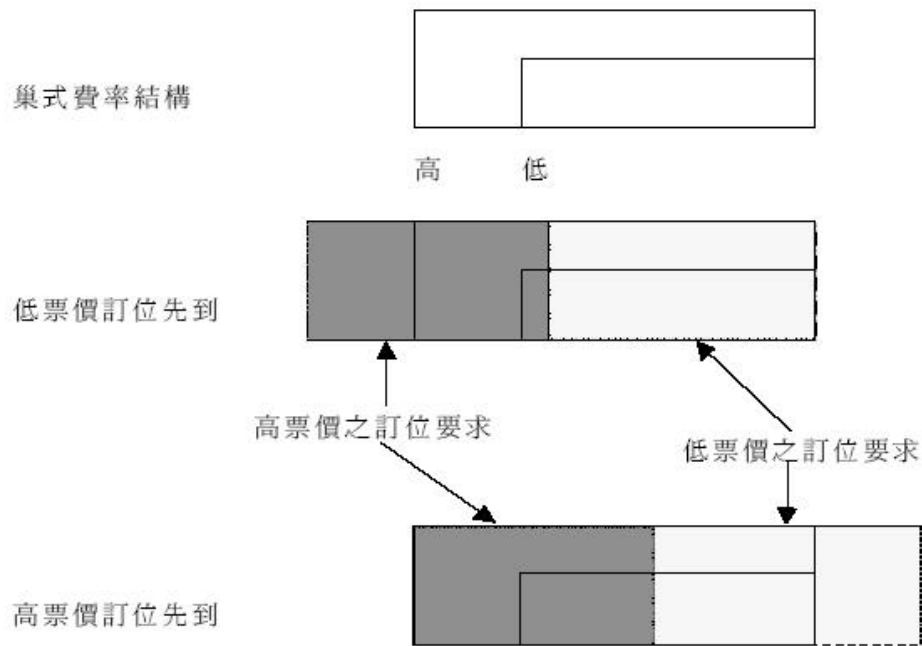 巢式費率結構
高 低
低票價訂位先到
高票價之訂位要求
低票價之訂位要求
高票價訂位先到